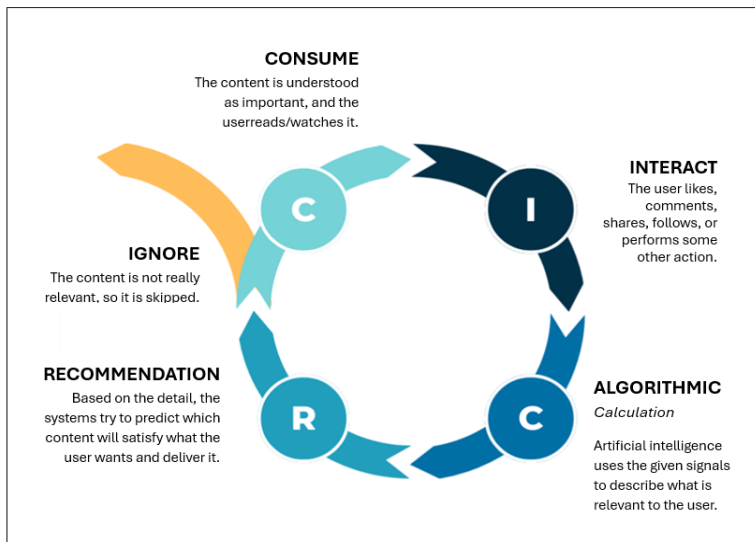 CONSUME
The content is understood
as important, and the
userreads/watches it.
C
I
INTERACT
The user likes,
comments,
shares, follows, or
performs some
other action.
IGNORE
The content is not really
relevant, so it is skipped.
RECOMMENDATION
Based on the detail, the
systems try to predict which
content will satisfy what the
user wants and deliver it.
R
C
ALGORITHMIC
Calculation
Artificial intelligence
uses the given signals
to describe what is
relevant to the user.